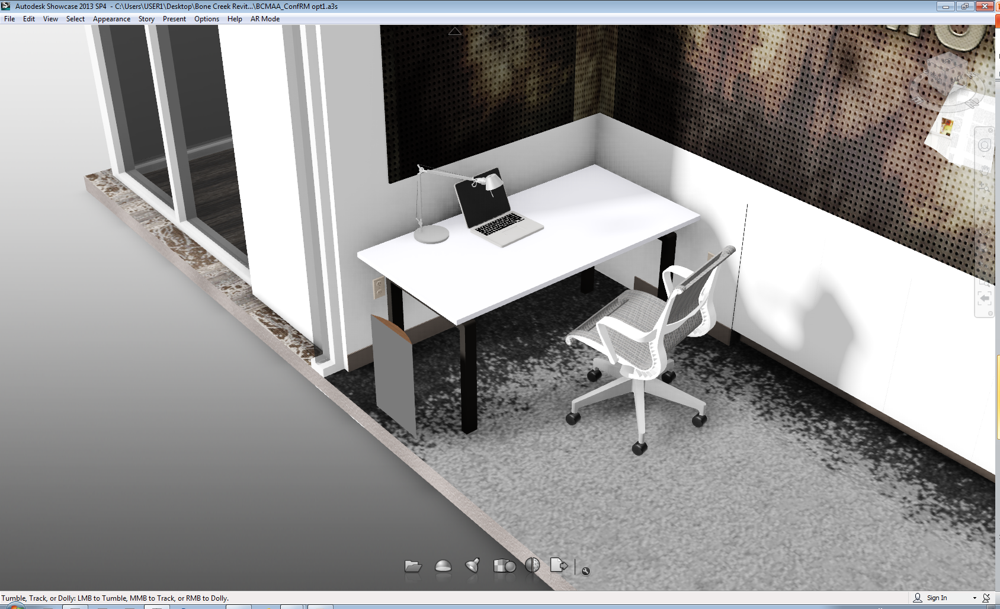 Autodesk Showcase 2013 SP4 - C:\Users\USER1\Desktop\Bone Creek Revit...\BCMAA_ConfRM opt1.a3s
File Edit View Select Appearance Story Present Options Help AR Mode
RIGHT BACK
Tumble, Track, or Dolly: LMB to Tumble, MMB to Track, or RMB to Dolly.
Sign In